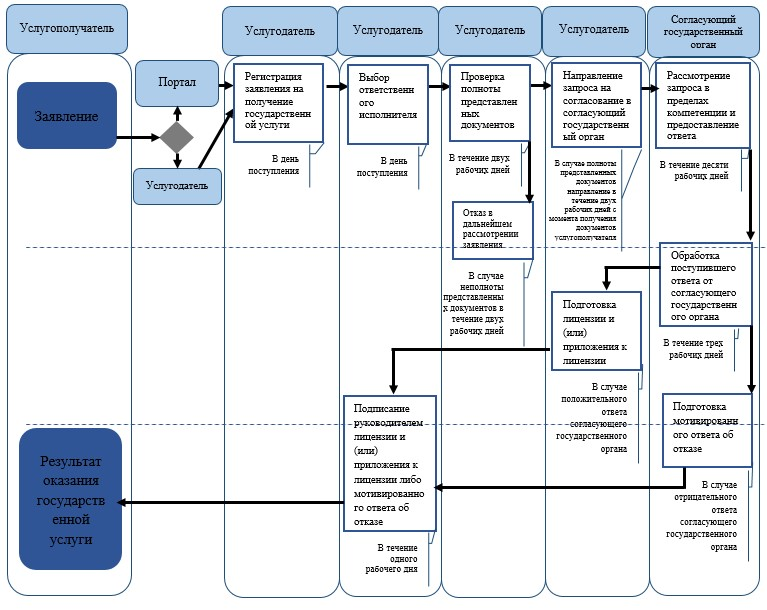 Услугополучатель
Услугодатель
Услугодатель
Услугодатель
Услугодатель
Согласующий
государственный
орган
Заявление
Портал
Услугодатель
Регистрация
заявления на
получение
государственн
ой услуги
В день
поступления
Выбор
ответственн
ого
исполнителя
В день
поступления
Проверка
полноты
представлен
ных
документов
В течение двух
рабочих дней
Отказ в
дальнейшем
рассмотрении
заявления
В случае
неполноты
представленны
х документов в
течение двух
рабочих дней
Направление
запроса на
согласование в
согласующий
государственн
ый орган
В случае полноты
представленных
документов
направление в
течение двух
рабочих дней с
момента получения
документов
услугополучателя
Рассмотрение
запроса в
пределах
компетенции и
предоставление
ответа
В течение десяти
рабочих дней
Обработка
поступившего
ответа от
согласующего
государственн
ого органа
В течение трех
рабочих дней
Подготовка
лицензии и
(или)
приложения к
лицензии
В случае
положительного
ответа
согласующего
государственного
органа
Подготовка
мотивированн
ого ответа об
отказе
В случае
отрицательного
ответа
согласующего
государственного
органа
Подписание
руководителем
лицензии и
(или)
приложения к
лицензии либо
мотивированно
го ответа об
отказе
В течение
одного
рабочего дня
Результат
оказания
государств
енной
услуги